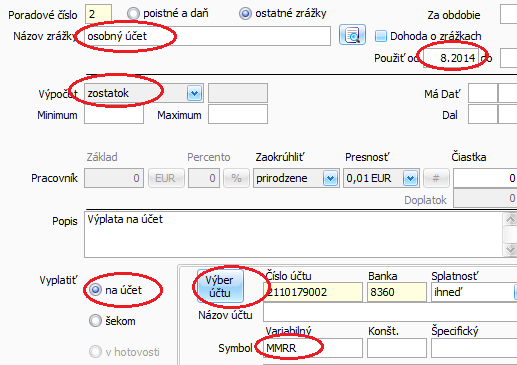 Poradové číslo 2 poistné a daň ostatné zrážky Za obdobie
Názov zrážky osobný účet Dohoda o zrážkach
Použiť od 8.2014 do
Výpočet zostatok Má Dať
Minimum Maximum Dal
Základ Percento Zaokrúhliť Presnosť Čiastka
Pracovník 0 EUR 0 % prirodzene 0,01 EUR # 0
Doplatok 0
Popis Výplata na účet
Vyplatiť na účet Výber účtu Číslo účtu Banka Splatnosť
2110179002 8360 ihneď
šekom Názov účtu
Variabilný Konšt. Špecifický
v hotovosti Symbol MMRR